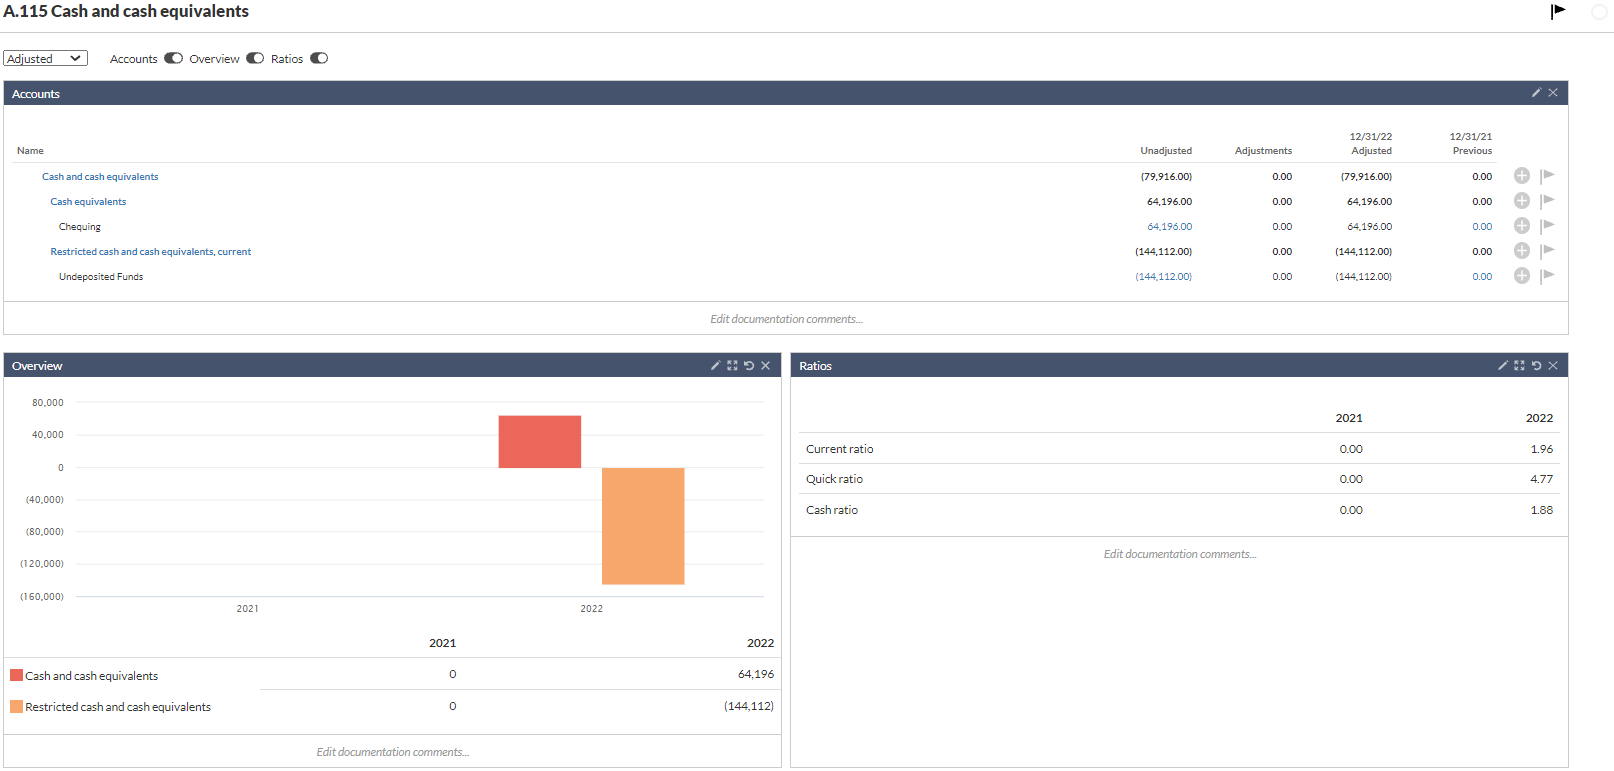 A.115 Cash and cash equivalents
Adjusted Accounts Overview Ratios
Accounts
12/31/22 12/31/21
Name Unadjusted Adjustments Adjusted Previous
Cash and cash equivalents (79,916.00) 0.00 (79,916.00) 0.00
Cash equivalents 64,196.00 0.00 64,196.00 0.00
Chequing 64,196.00 0.00 64,196.00 0.00
Restricted cash and cash equivalents, current (144,112.00) 0.00 (144,112.00) 0.00
Undeposited Funds (144,112.00) 0.00 (144,112.00) 0.00
Edit documentation comments...
Overview
80,000
40,000
0
(40,000)
(80,000)
(120,000)
(160,000)
2021 2022
2021 2022
Cash and cash equivalents 0 64,196
Restricted cash and cash equivalents 0 (144,112)
Edit documentation comments...
Ratios
2021 2022
Current ratio 0.00 1.96
Quick ratio 0.00 4.77
Cash ratio 0.00 1.88
Edit documentation comments...